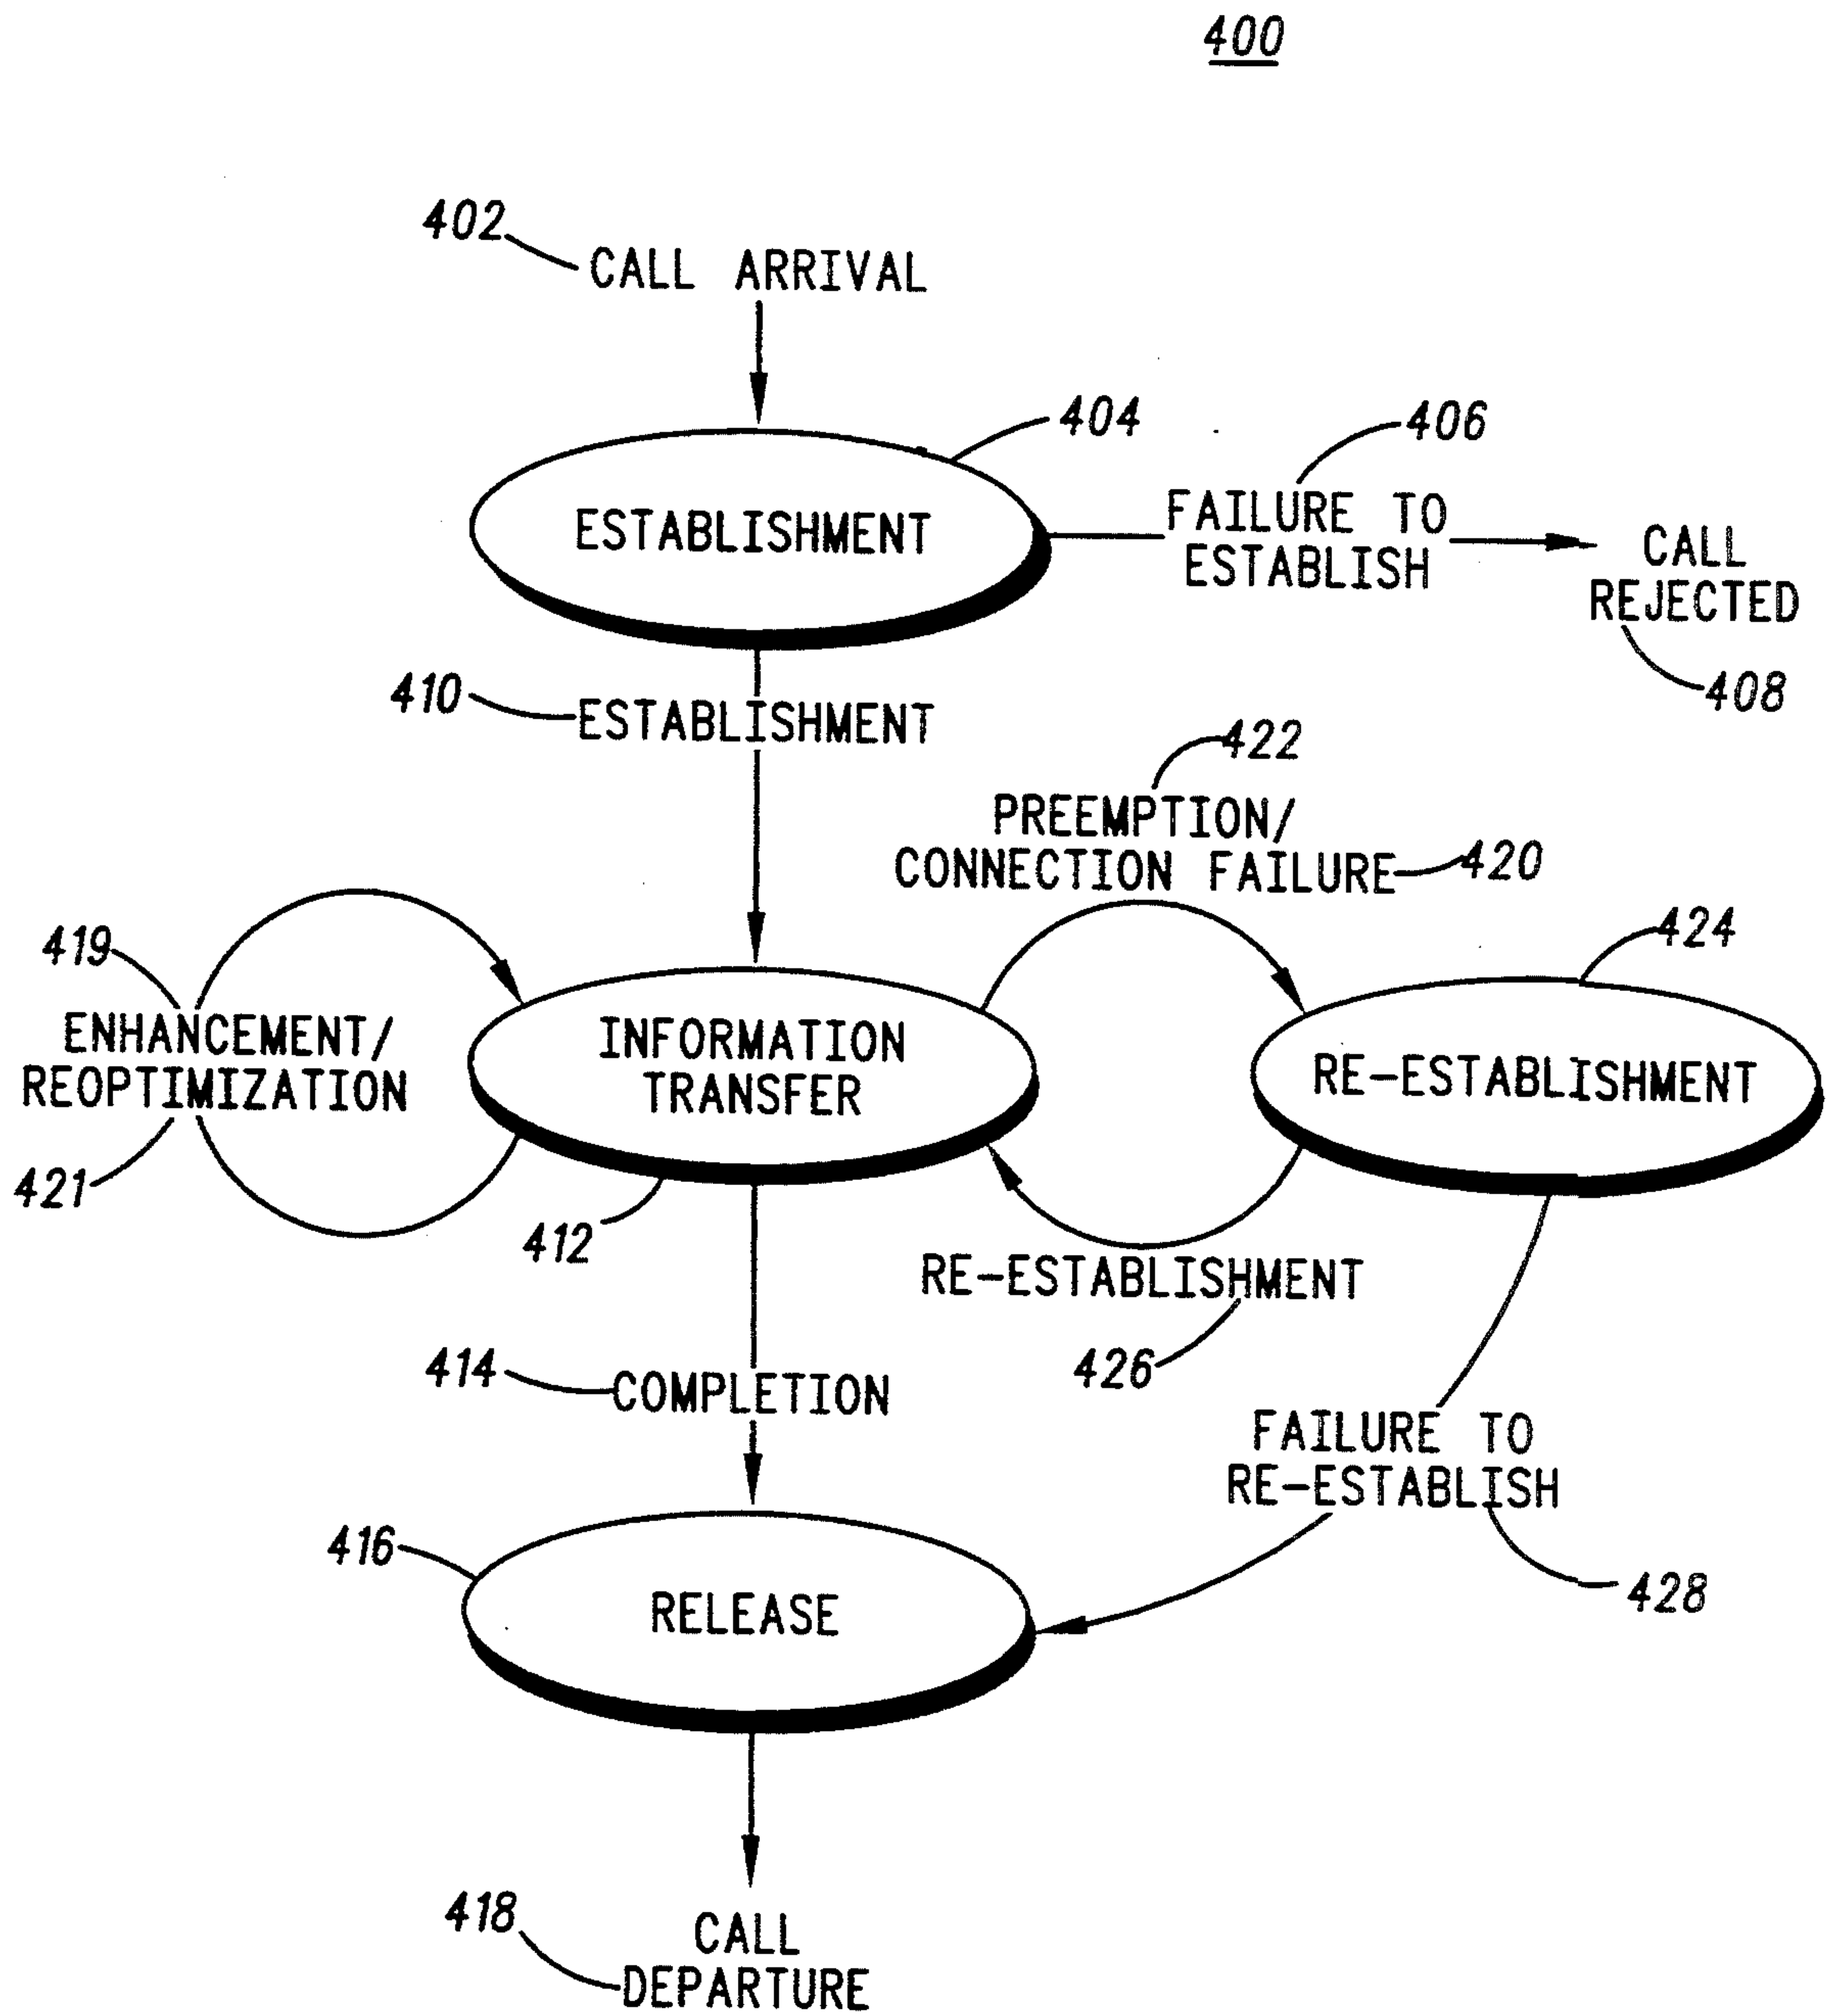 400
402
CALL ARRIVAL
404
406
ESTABLISHMENT
FAILURE TO
ESTABLISH
CALL
REJECTED
408
410
ESTABLISHMENT
422
PREEMPTION/
CONNECTION FAILURE
420
419
424
ENHANCEMENT/
REOPTIMIZATION
421
INFORMATION
TRANSFER
412
RE-ESTABLISHMENT
RE-ESTABLISHMENT
426
414
COMPLETION
FAILURE TO
RE-ESTABLISH
428
416
RELEASE
418
CALL
DEPARTURE